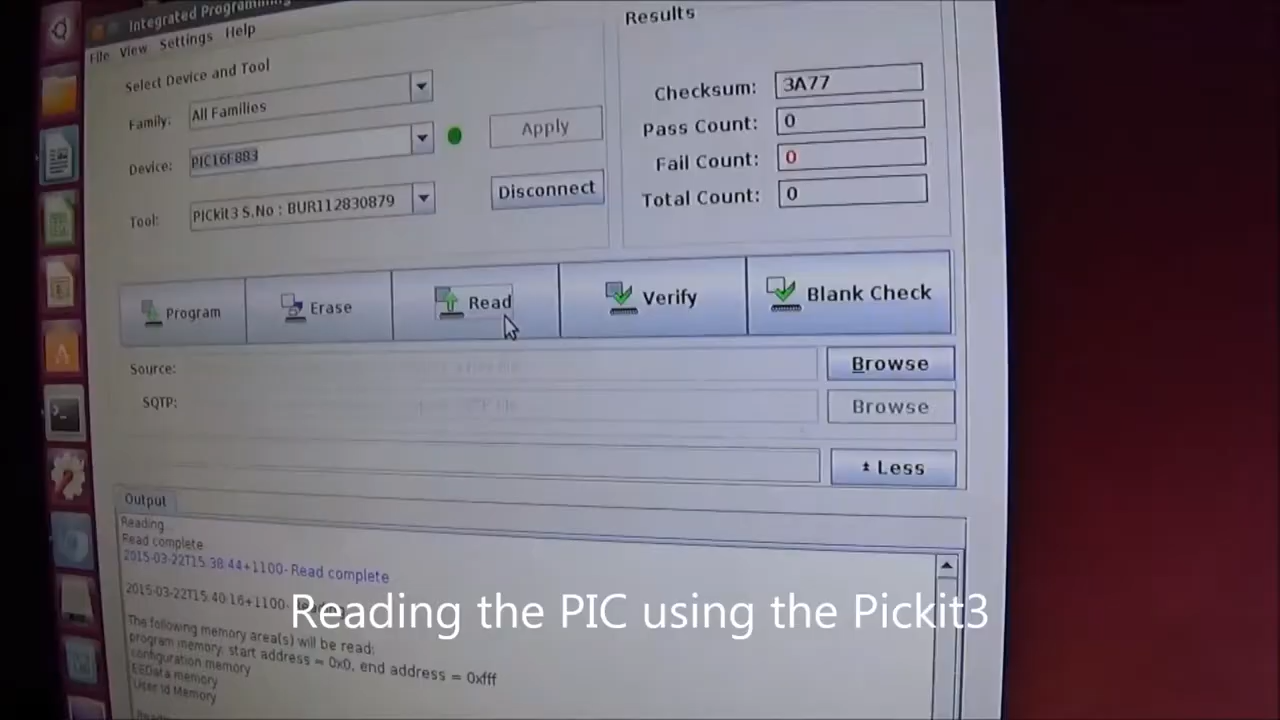 Integrated Programming
File View Settings Help
Select Device and Tool
Family: All Families
Device: PIC16F883
Apply
Tool: PICkit3 S.No : BUR112830879
Disconnect
Results
Checksum: 3A77
Pass Count: 0
Fail Count: 0
Total Count: 0
Program Erase Read Verify Blank Check
Source:
Browse
SQTP:
Browse
Less
Output
Reading...
Read complete
2015-03-22T15:38:44+1100- Read complete
2015-03-22T15:40:16+1100-
The following memory area(s) will be read:
program memory: start address = 0x0, end address = 0xfff
configuration memory
EEData memory
User Id Memory
Reading the PIC using the Pickit3